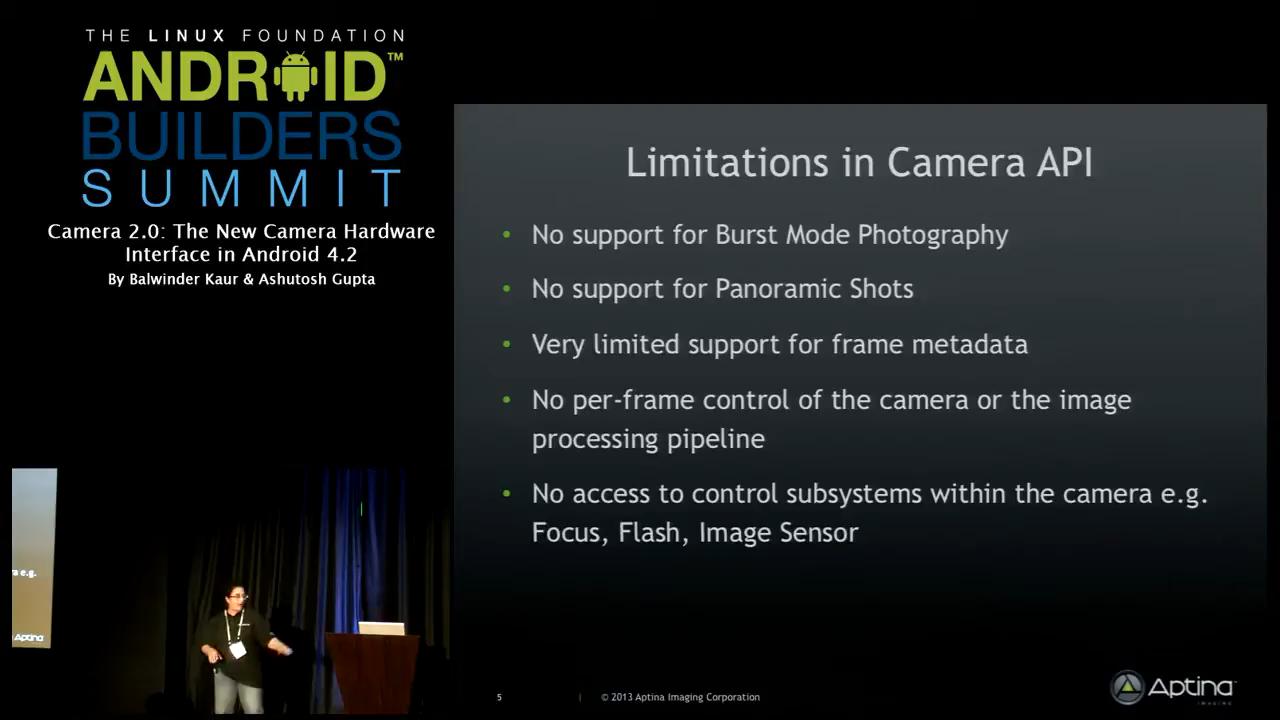 THE LINUX FOUNDATION
ANDROID™
BUILDERS
SUMMIT
Camera 2.0: The New Camera Hardware
Interface in Android 4.2
By Balwinder Kaur & Ashutosh Gupta
Limitations in Camera API
• No support for Burst Mode Photography
• No support for Panoramic Shots
• Very limited support for frame metadata
• No per-frame control of the camera or the image
processing pipeline
• No access to control subsystems within the camera e.g.
Focus, Flash, Image Sensor
a e.g.
Aptina
5 | © 2013 Aptina Imaging Corporation
Aptina™
IMAGING